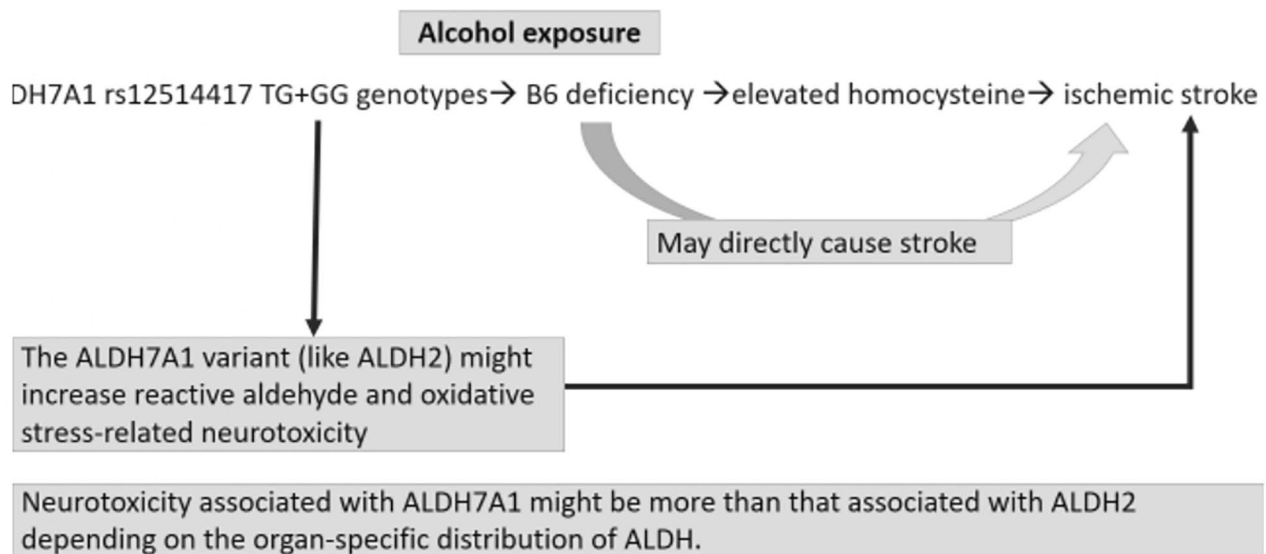 Alcohol exposure
DH7A1 rs12514417 TG+GG genotypes→ B6 deficiency →elevated homocysteine→ ischemic stroke
May directly cause stroke
The ALDH7A1 variant (like ALDH2) might
increase reactive aldehyde and oxidative
stress-related neurotoxicity
Neurotoxicity associated with ALDH7A1 might be more than that associated with ALDH2
depending on the organ-specific distribution of ALDH.